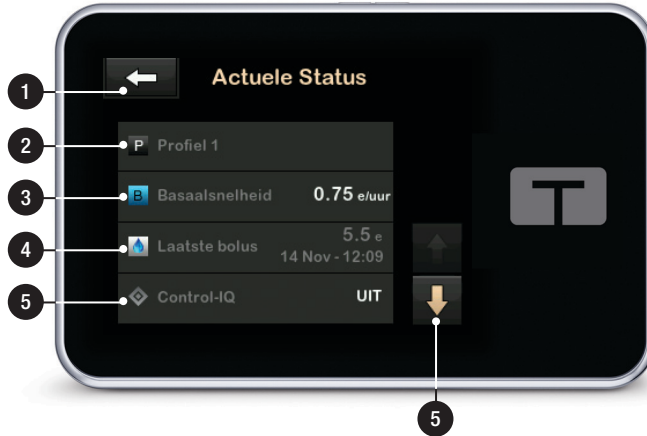 Actuele Status
1
2
P Profiel 1
3
B Basaalsnelheid 0.75 e/uur
4
Laatste bolus 5.5 e
14 Nov - 12:09
5
Control-IQ UIT
5